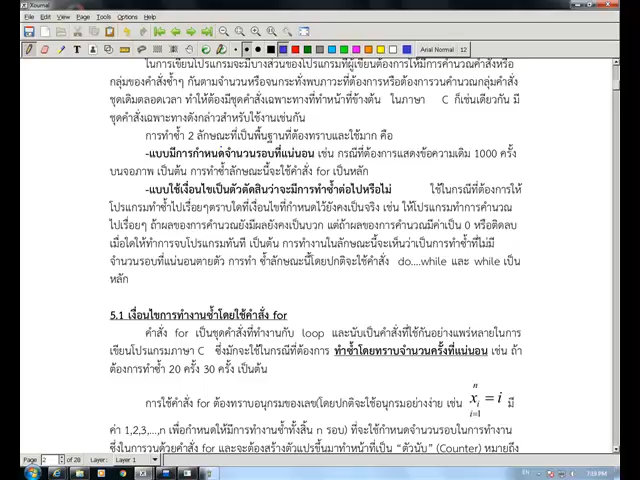 Xournal
File Edit View Page Tools Options Help
Arial Normal 12
ในการเขียนโปรแกรมจะมีบางส่วนของโปรแกรมที่ผู้เขียนต้องการให้มีการคำนวณคำสั่งหรือ
กลุ่มของคำสั่งซ้ำๆ กันตามจำนวนหรือจนกระทั่งพบภาวะที่ต้องการหรือต้องการวนคำนวณกลุ่มคำสั่ง
ชุดเดิมตลอดเวลา ทำให้ต้องมีชุดคำสั่งเฉพาะทางที่ทำหน้าที่ข้างต้น ในภาษา C ก็เช่นเดียวกัน มี
ชุดคำสั่งเฉพาะทางดังกล่าวสำหรับใช้งานเช่นกัน
การทำซ้ำ 2 ลักษณะที่เป็นพื้นฐานที่ต้องทราบและใช้มาก คือ
-แบบมีการกำหนดจำนวนรอบที่แน่นอน เช่น กรณีที่ต้องการแสดงข้อความเดิม 1000 ครั้ง
บนจอภาพ เป็นต้น การทำซ้ำลักษณะนี้จะใช้คำสั่ง for เป็นหลัก
-แบบใช้เงื่อนไขเป็นตัวตัดสินว่าจะมีการทำซ้ำต่อไปหรือไม่ ใช้ในกรณีที่ต้องการให้
โปรแกรมทำซ้ำไปเรื่อยๆตราบใดที่เงื่อนไขที่กำหนดไว้ยังคงเป็นจริง เช่น ให้โปรแกรมทำการคำนวณ
ไปเรื่อยๆ ถ้าผลของการคำนวณยังมีผลยังคงเป็นบวก แต่ถ้าผลของการคำนวณมีค่าเป็น 0 หรือติดลบ
เมื่อใดให้ทำการจบโปรแกรมทันที เป็นต้น การทำงานในลักษณะนี้จะเห็นว่าเป็นการทำซ้ำที่ไม่มี
จำนวนรอบที่แน่นอนตายตัว การทำ ซ้ำลักษณะนี้โดยปกติจะใช้คำสั่ง do....while และ while เป็น
หลัก
5.1 เงื่อนไขการทำงานซ้ำโดยใช้คำสั่ง for
คำสั่ง for เป็นชุดคำสั่งที่ทำงานกับ loop และนับเป็นคำสั่งที่ใช้กันอย่างแพร่หลายในการ
เขียนโปรแกรมภาษา C ซึ่งมักจะใช้ในกรณีที่ต้องการ ทำซ้ำโดยทราบจำนวนครั้งที่แน่นอน เช่น ถ้า
ต้องการทำซ้ำ 20 ครั้ง 30 ครั้ง เป็นต้น
n
การใช้คำสั่ง for ต้องทราบอนุกรมของเลข(โดยปกติจะใช้อนุกรมอย่างง่าย เช่น xi = i มี
i=1
ค่า 1,2,3,...,n เพื่อกำหนดให้มีการทำงานซ้ำทั้งสิ้น n รอบ) ที่จะใช้กำหนดจำนวนรอบในการทำงาน
ซึ่งในการวนด้วยคำสั่ง for และจะต้องสร้างตัวแปรขึ้นมาทำหน้าที่เป็น "ตัวนับ" (Counter) หมายถึง
Page 2 of 28 Layer: Layer 1
EN 7:18 PM